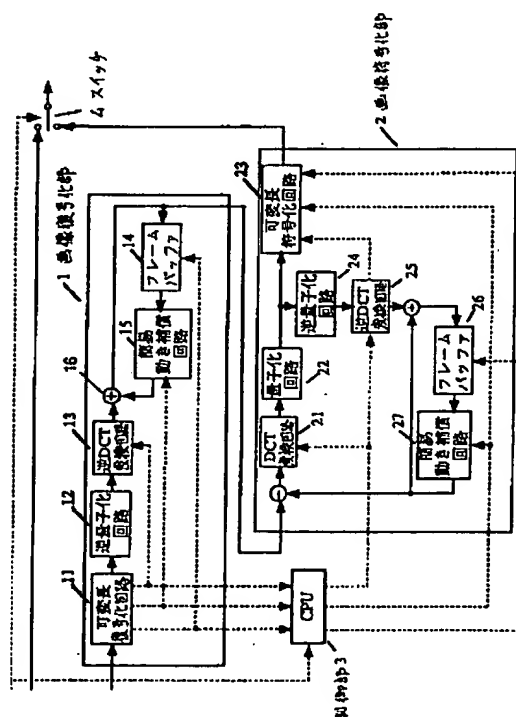 4 スイッチ
1 画像復号化部
11
可変長
復号化回路
12
逆量子化
回路
13
逆DCT
変換回路
16
14
フレーム
バッファ
15
簡易
動き補償
回路
2 画像符号化部
DCT
変換回路
21
量子化
回路
22
23
可変長
符号化回路
逆量子化
回路
24
逆DCT
変換回路
25
26
フレーム
バッファ
27
簡易
動き補償
回路
CPU
制御部3